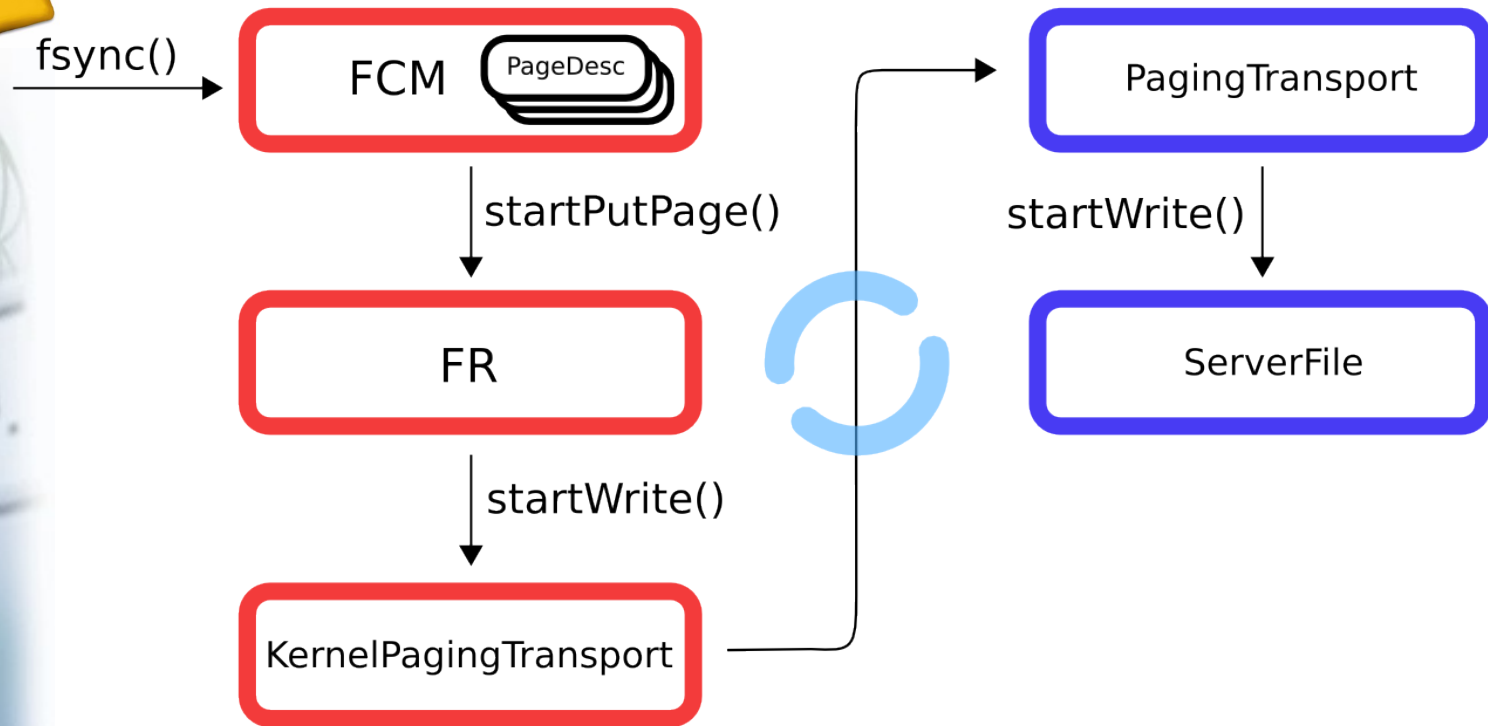 fsync()
FCM
PageDesc
startPutPage()
FR
startWrite()
KernelPagingTransport
PagingTransport
startWrite()
ServerFile